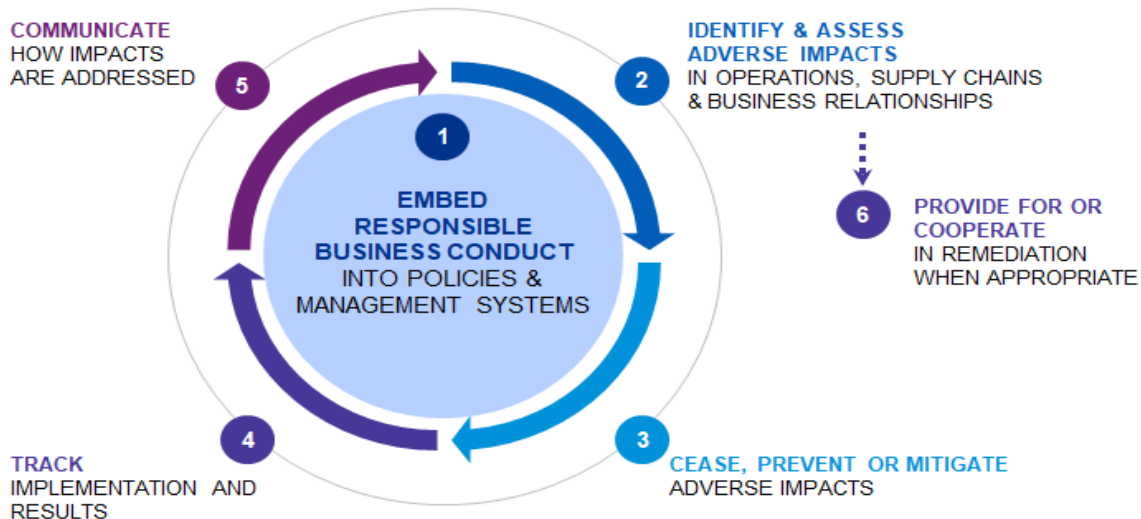 COMMUNICATE
HOW IMPACTS
ARE ADDRESSED
5
1
EMBED
RESPONSIBLE
BUSINESS CONDUCT
INTO POLICIES &
MANAGEMENT SYSTEMS
2
IDENTIFY & ASSESS
ADVERSE IMPACTS
IN OPERATIONS, SUPPLY CHAINS
& BUSINESS RELATIONSHIPS
6
PROVIDE FOR OR
COOPERATE
IN REMEDIATION
WHEN APPROPRIATE
3
CEASE, PREVENT OR MITIGATE
ADVERSE IMPACTS
4
TRACK
IMPLEMENTATION AND
RESULTS